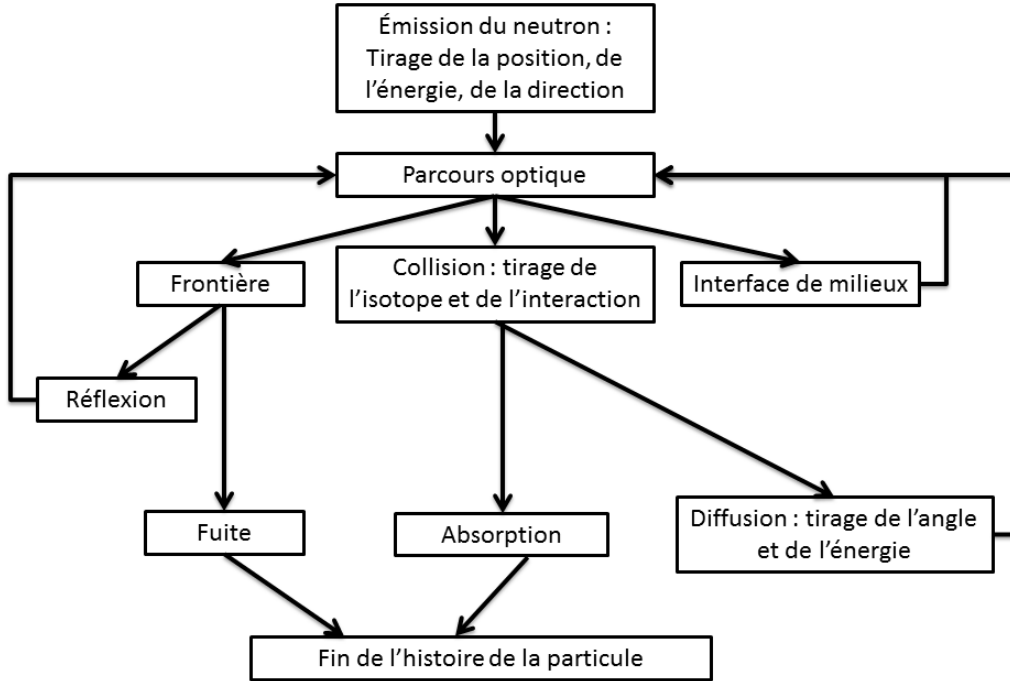 Émission du neutron :
Tirage de la position, de
l'énergie, de la direction
Parcours optique
Frontière
Collision : tirage de
l'isotope et de l'interaction
Interface de milieux
Réflexion
Fuite
Absorption
Diffusion : tirage de l'angle
et de l'énergie
Fin de l'histoire de la particule